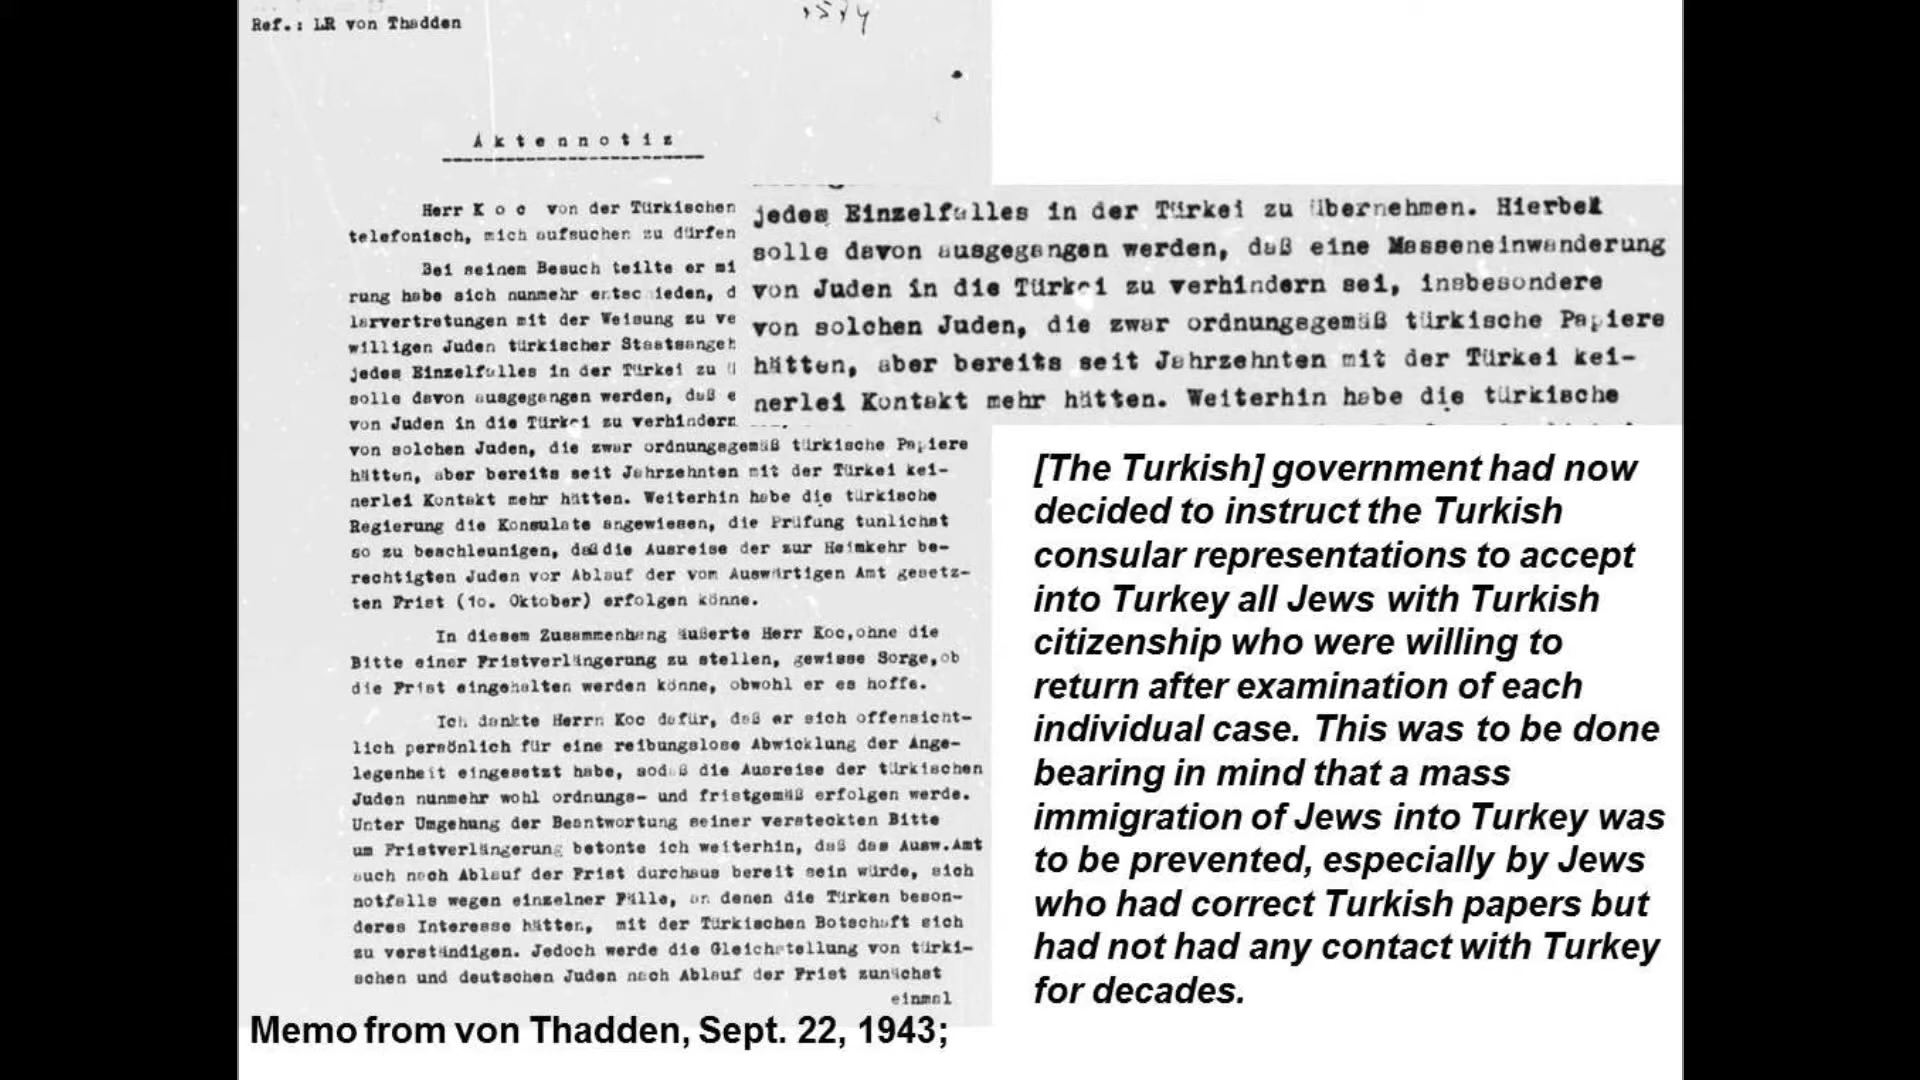 Ref.: LR von Thadden
Aktennotiz
Herr Koc von der Türkischen
telefonisch, mich aufsuchen zu dürfen
Bei seinem Besuch teilte er mi
rung habe sich nunmehr entschieden, d
larvertretungen mit der Weisung zu ve
willigen Juden türkischer Staatsangeh
jedes Einzelfalles in der Türkei zu ü
solle davon ausgegangen werden, daß e
von Juden in die Türkei zu verhindern
von solchen Juden, die zwar ordnungsgemäß türkische Papiere
hätten, aber bereits seit Jahrzehnten mit der Türkei kei-
nerlei Kontakt mehr hätten. Weiterhin habe die türkische
Regierung die Konsulate angewiesen, die Prüfung tunlichst
so zu beschleunigen, daß die Ausreise der zur Heimkehr be-
rechtigten Juden vor Ablauf der vom Auswärtigen Amt gesetz-
ten Frist (10. Oktober) erfolgen könne.
In diesem Zusammenhang äußerte Herr Koc, ohne die
Bitte einer Fristverlängerung zu stellen, gewisse Sorge, ob
die Frist eingehalten werden könne, obwohl er es hoffe.
Ich dankte Herrn Koc dafür, daß er sich offensicht-
lich persönlich für eine reibungslose Abwicklung der Ange-
legenheit eingesetzt habe, sodaß die Ausreise der türkischen
Juden nunmehr wohl ordnungs- und fristgemäß erfolgen werde.
Unter Umgehung der Beantwortung seiner versteckten Bitte
um Fristverlängerung betonte ich weiterhin, daß das Ausw.Amt
auch nach Ablauf der Frist durchaus bereit sein würde, sich
notfalls wegen einzelner Fälle, an denen die Türken beson-
deres Interesse hätten, mit der Türkischen Botschaft sich
zu verständigen. Jedoch werde die Gleichstellung von türki-
schen und deutschen Juden nach Ablauf der Frist zunächst
einmal
jedes Einzelfalles in der Türkei zu übernehmen. Hierbei
solle davon ausgegangen werden, daß eine Masseneinwanderung
von Juden in die Türkei zu verhindern sei, insbesondere
von solchen Juden, die zwar ordnungsgemäß türkische Papiere
hätten, aber bereits seit Jahrzehnten mit der Türkei kei-
nerlei Kontakt mehr hätten. Weiterhin habe die türkische
[The Turkish] government had now
decided to instruct the Turkish
consular representations to accept
into Turkey all Jews with Turkish
citizenship who were willing to
return after examination of each
individual case. This was to be done
bearing in mind that a mass
immigration of Jews into Turkey was
to be prevented, especially by Jews
who had correct Turkish papers but
had not had any contact with Turkey
for decades.
Memo from von Thadden, Sept. 22, 1943;